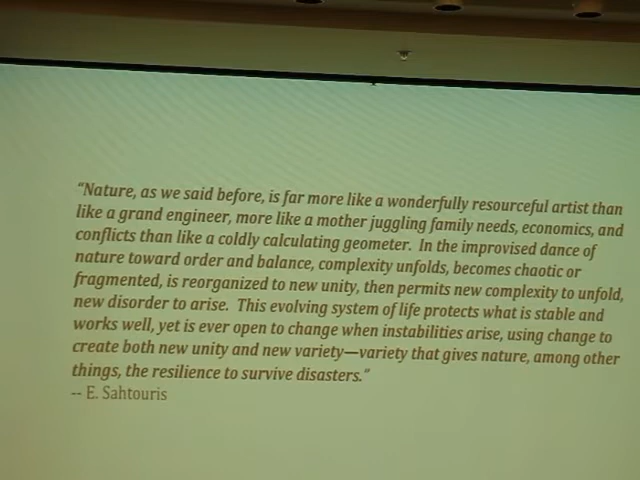 "Nature, as we said before, is far more like a wonderfully resourceful artist than
like a grand engineer, more like a mother juggling family needs, economics, and
conflicts than like a coldly calculating geometer.  In the improvised dance of
nature toward order and balance, complexity unfolds, becomes chaotic or
fragmented, is reorganized to new unity, then permits new complexity to unfold,
new disorder to arise.  This evolving system of life protects what is stable and
works well, yet is ever open to change when instabilities arise, using change to
create both new unity and new variety—variety that gives nature, among other
things, the resilience to survive disasters."
-- E. Sahtouris